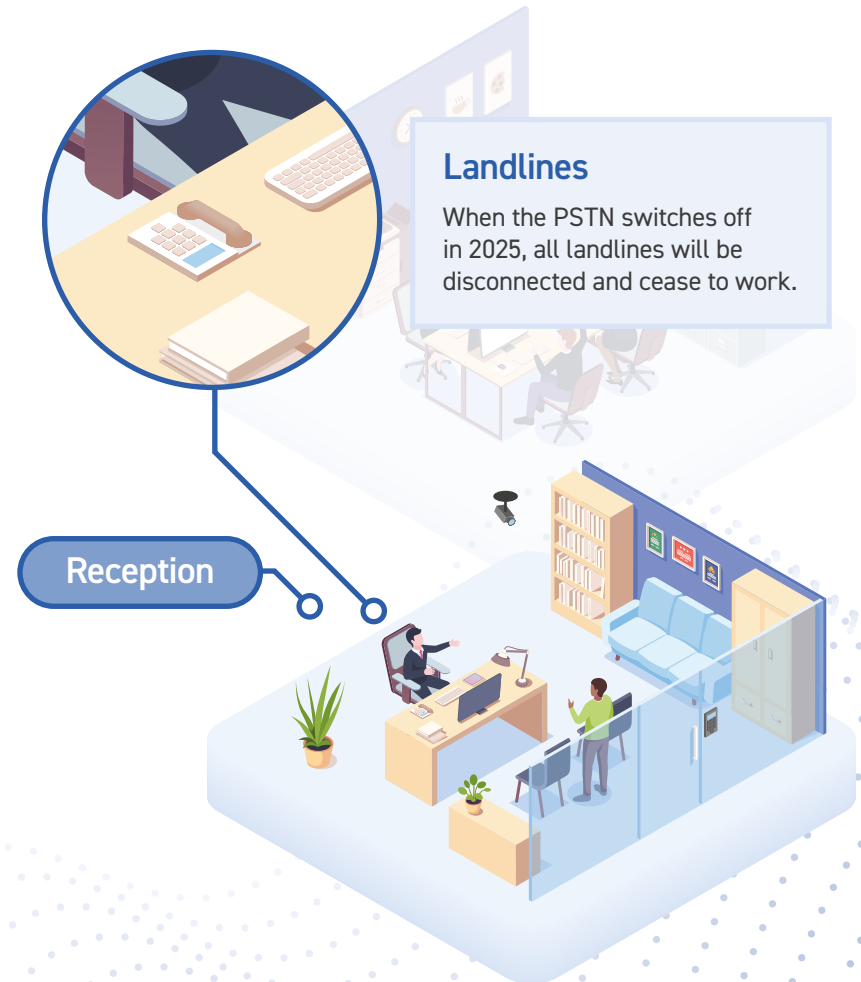 Landlines
When the PSTN switches off
in 2025, all landlines will be
disconnected and cease to work.
Reception